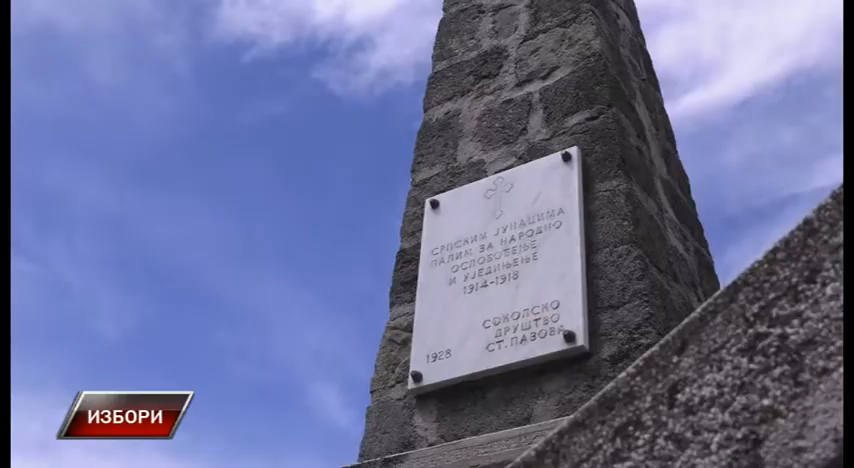 СРПСКИМ ЈУНАЦИМА
ПАЛИМ ЗА НАРОДНО
ОСЛОБОЂЕЊЕ
И УЈЕДИЊЕЊЕ
1914-1918
СОКОЛСКО
ДРУШТВО
1928 СТ. ПАЗОВА
ИЗБОРИ